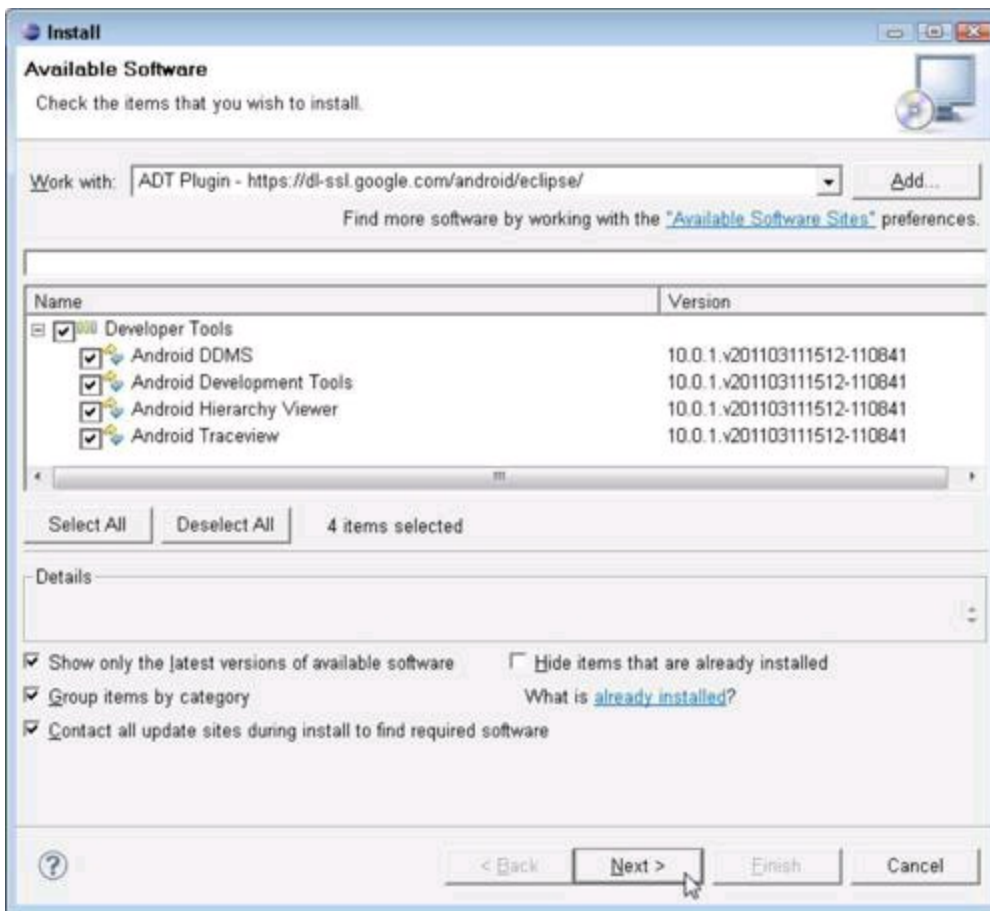 Install
Available Software
Check the items that you wish to install.
Work with: ADT Plugin - https://dl-ssl.google.com/android/eclipse/ Add...
Find more software by working with the "Available Software Sites" preferences.
Name Version
Developer Tools
Android DDMS 10.0.1.v201103111512-110841
Android Development Tools 10.0.1.v201103111512-110841
Android Hierarchy Viewer 10.0.1.v201103111512-110841
Android Traceview 10.0.1.v201103111512-110841
Select All Deselect All 4 items selected
Details
Show only the latest versions of available software Hide items that are already installed
Group items by category What is already installed?
Contact all update sites during install to find required software
? < Back Next > Finish Cancel